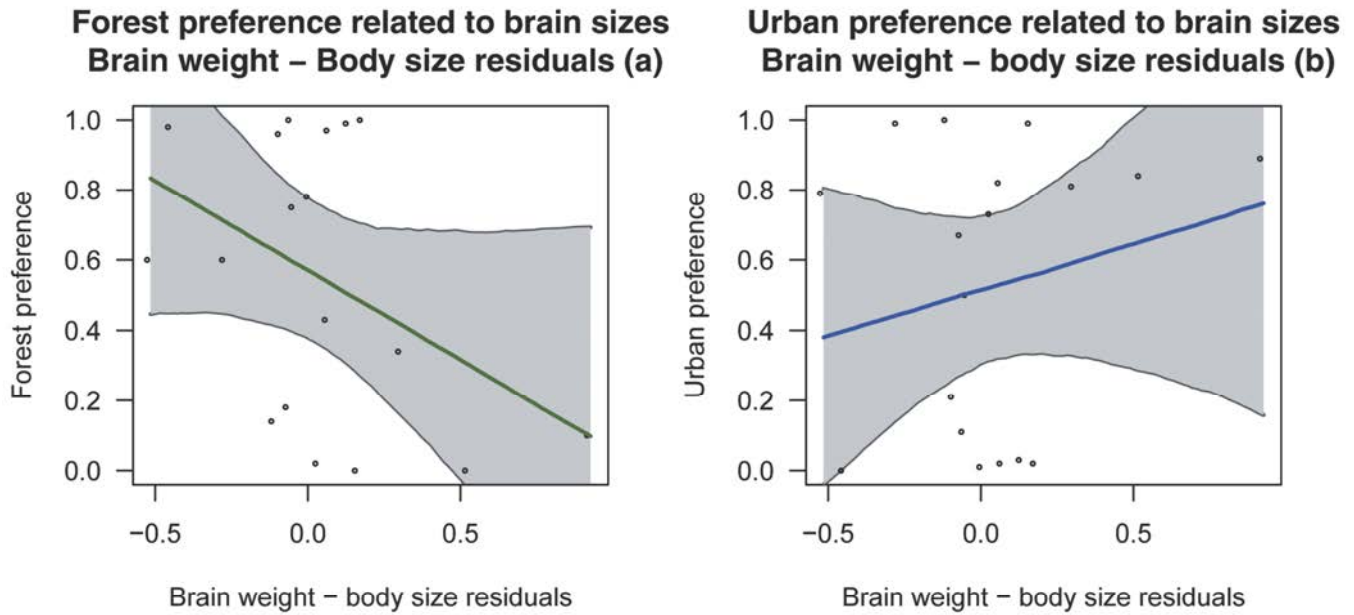 Forest preference related to brain sizes
Brain weight – Body size residuals (a)
Forest preference
1.0
0.8
0.6
0.4
0.2
0.0
−0.5
0.0
0.5
Brain weight − body size residuals
Urban preference related to brain sizes
Brain weight – body size residuals (b)
Urban preference
1.0
0.8
0.6
0.4
0.2
0.0
−0.5
0.0
0.5
Brain weight − body size residuals